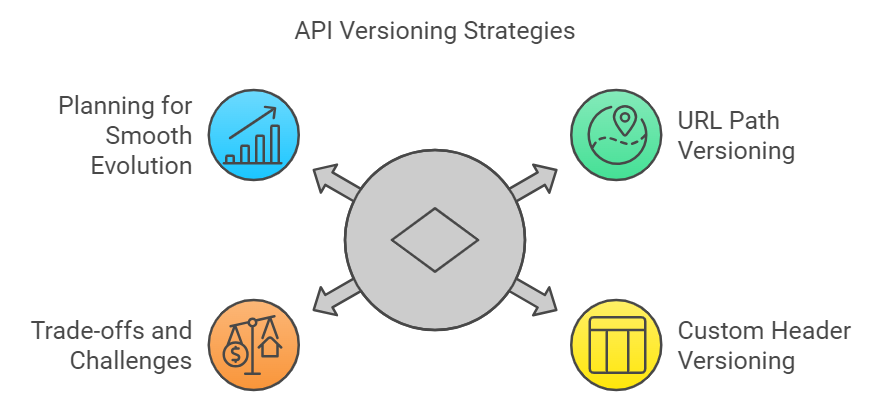 API Versioning Strategies
Planning for
Smooth
Evolution
URL Path
Versioning
Trade-offs and
Challenges
$
Custom Header
Versioning